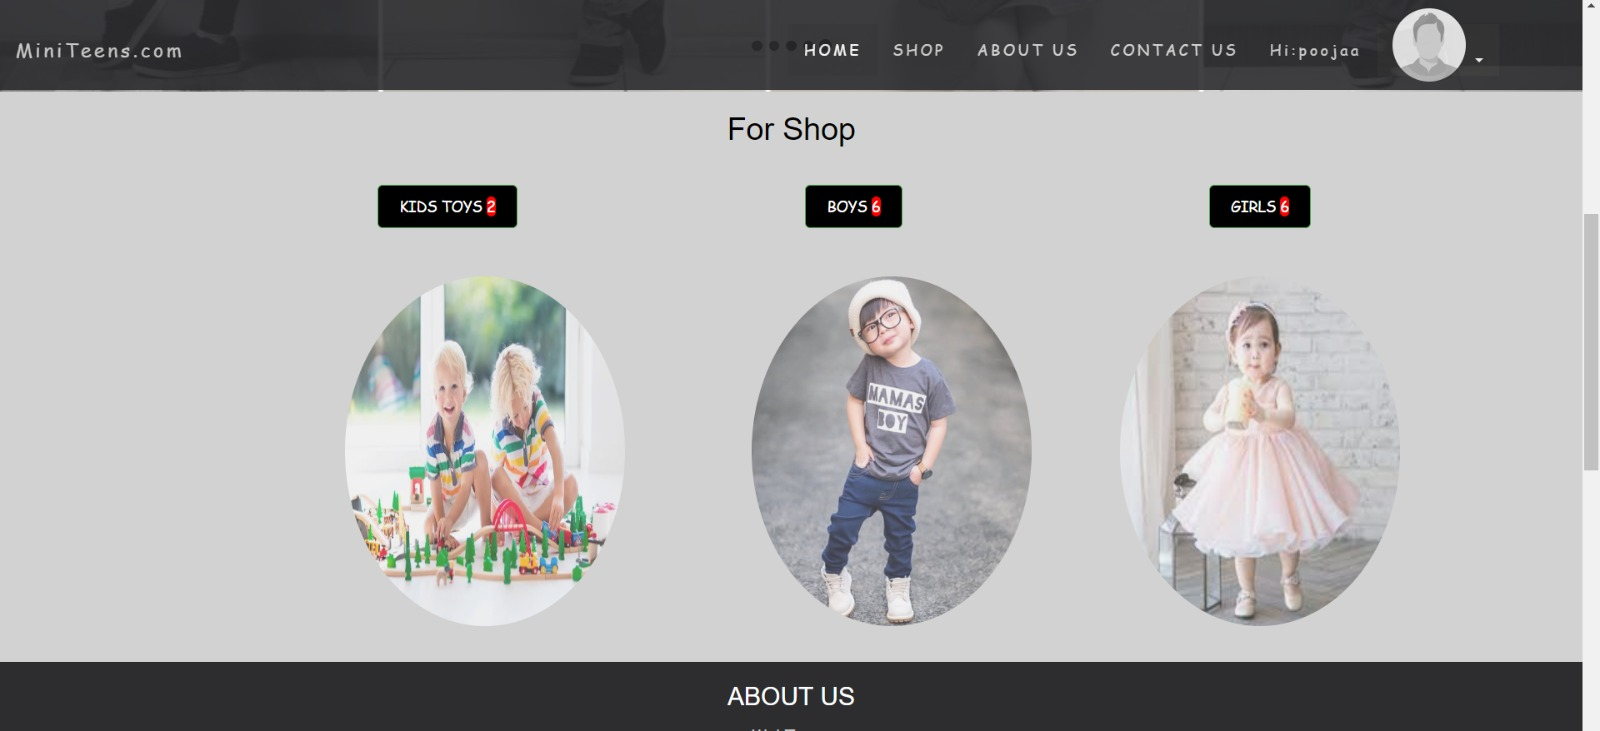 MiniTeens.com HOME SHOP ABOUT US CONTACT US Hi:poojaa
For Shop
KIDS TOYS 2 BOYS 6 GIRLS 6
MAMAS
BOY
ABOUT US